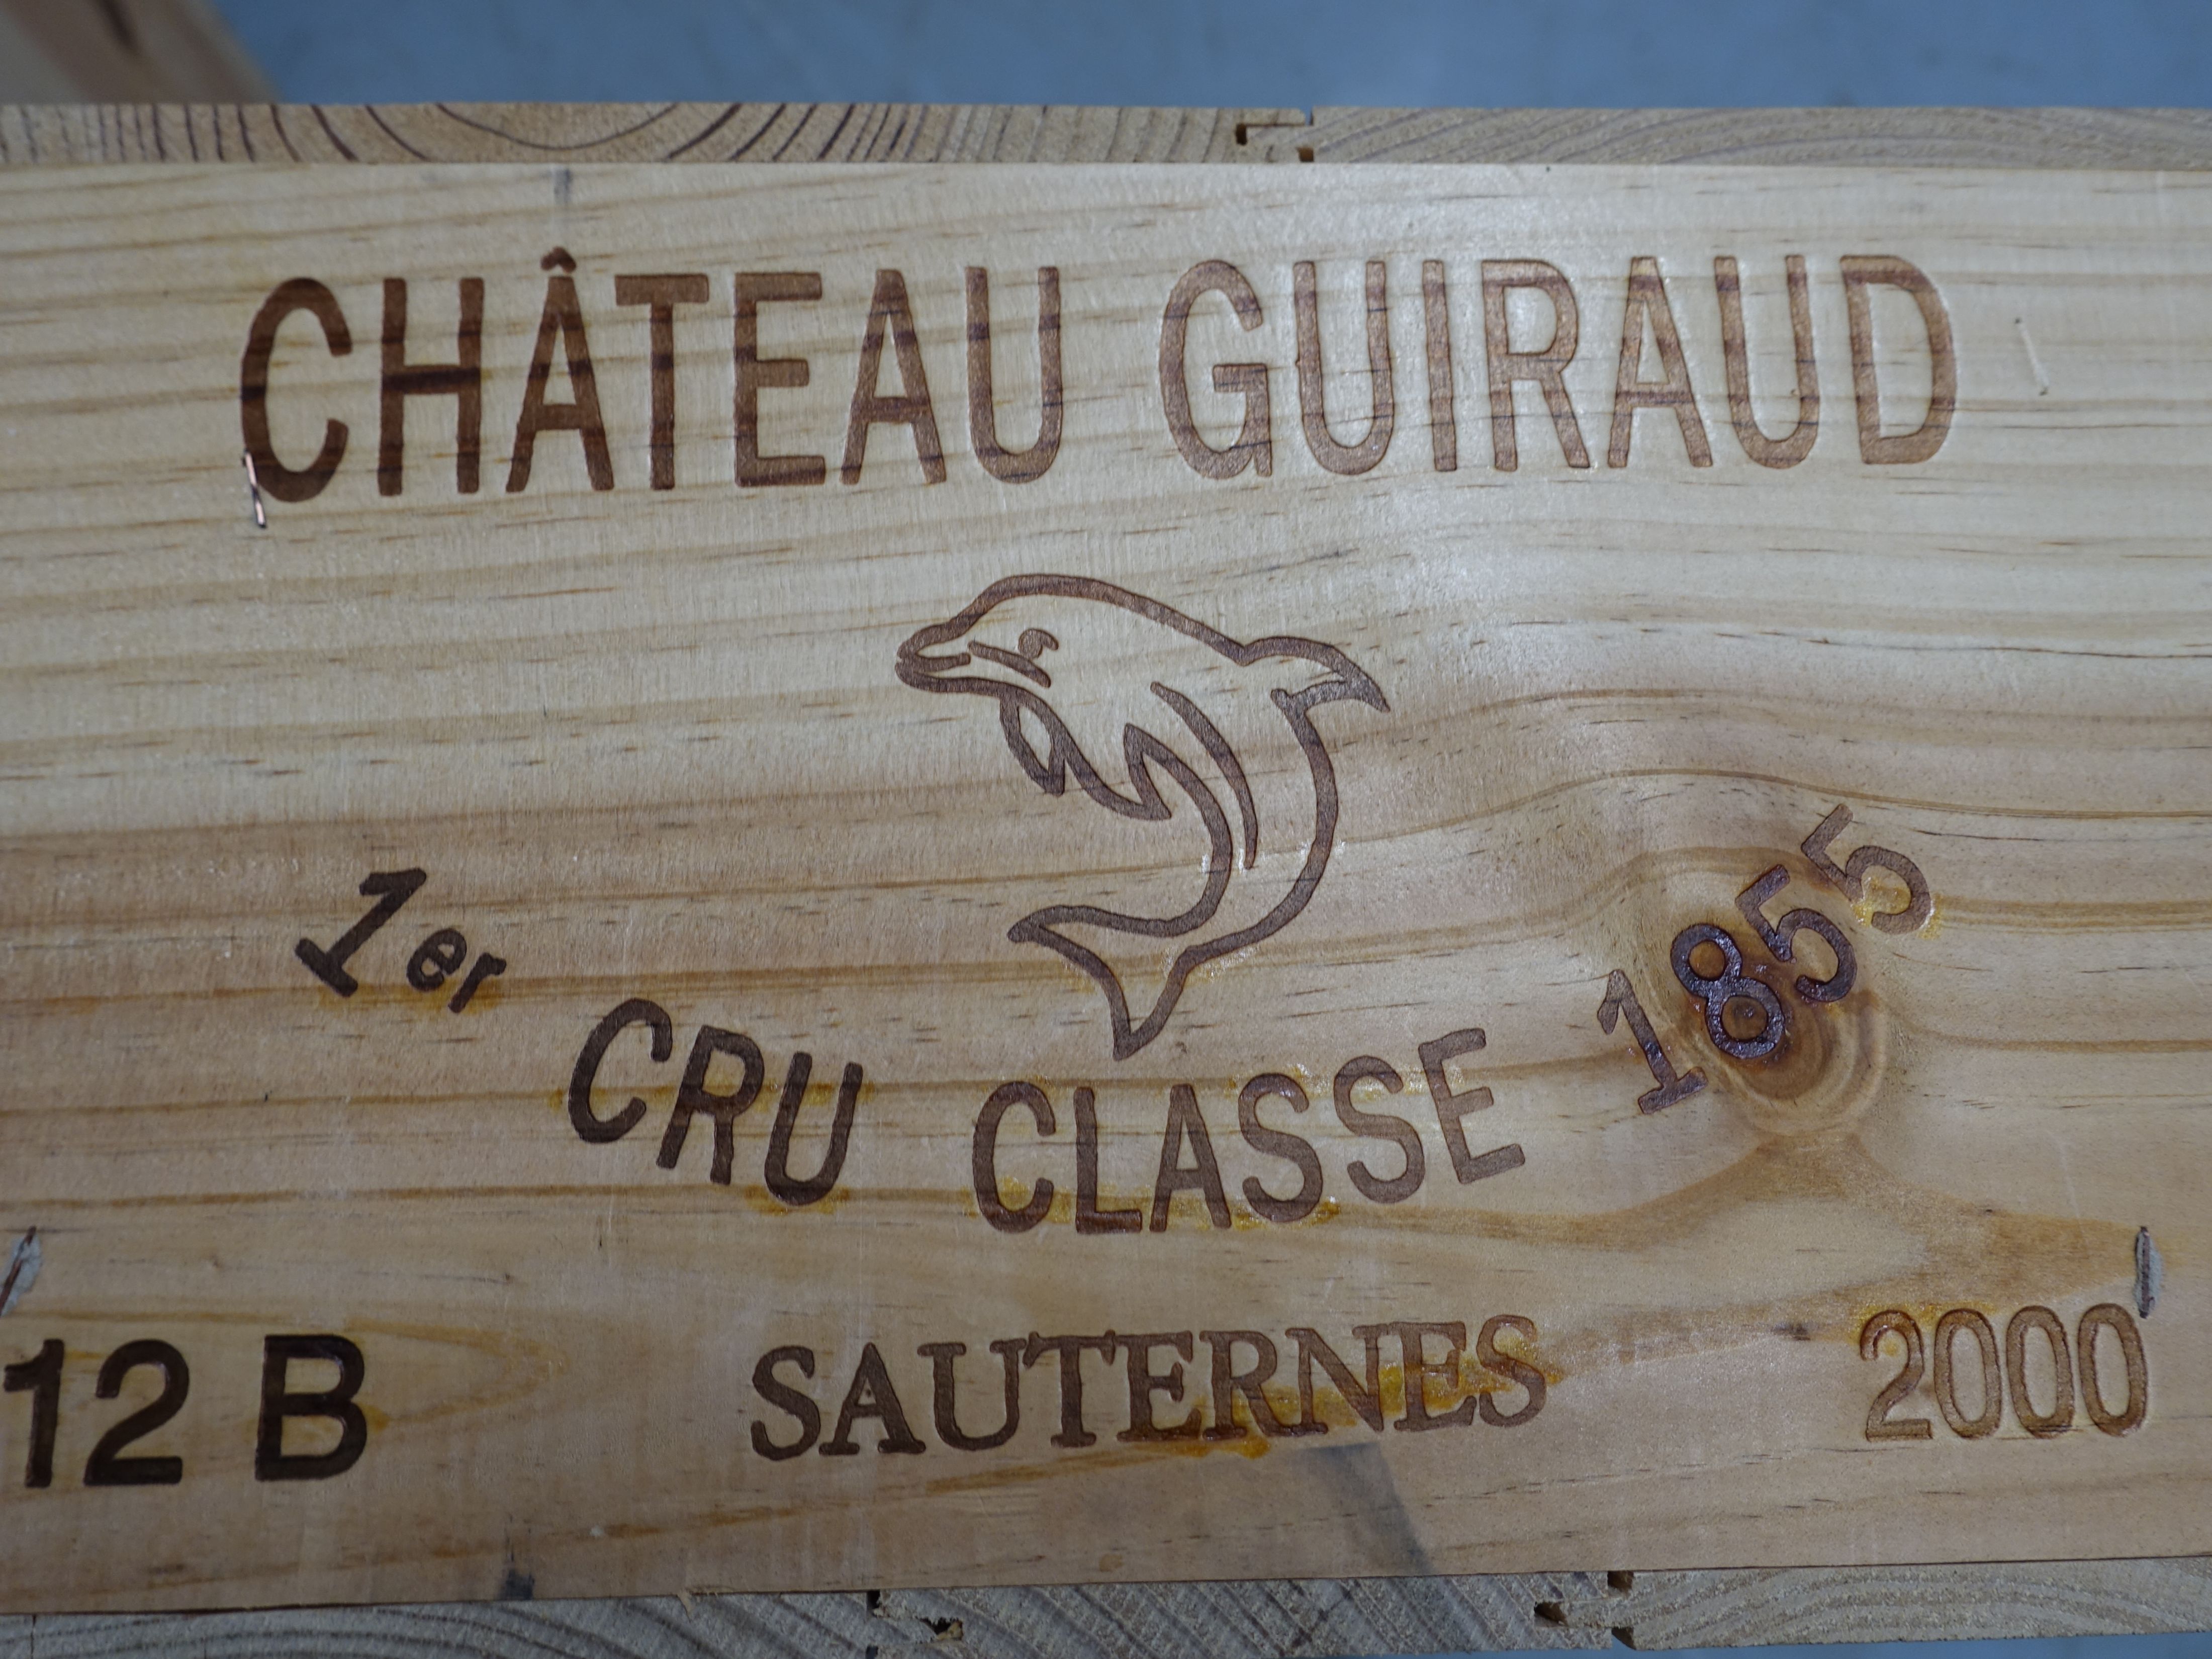 CHÂTEAU GUIRAUD
1er CRU CLASSE 1855
12 B SAUTERNES 2000